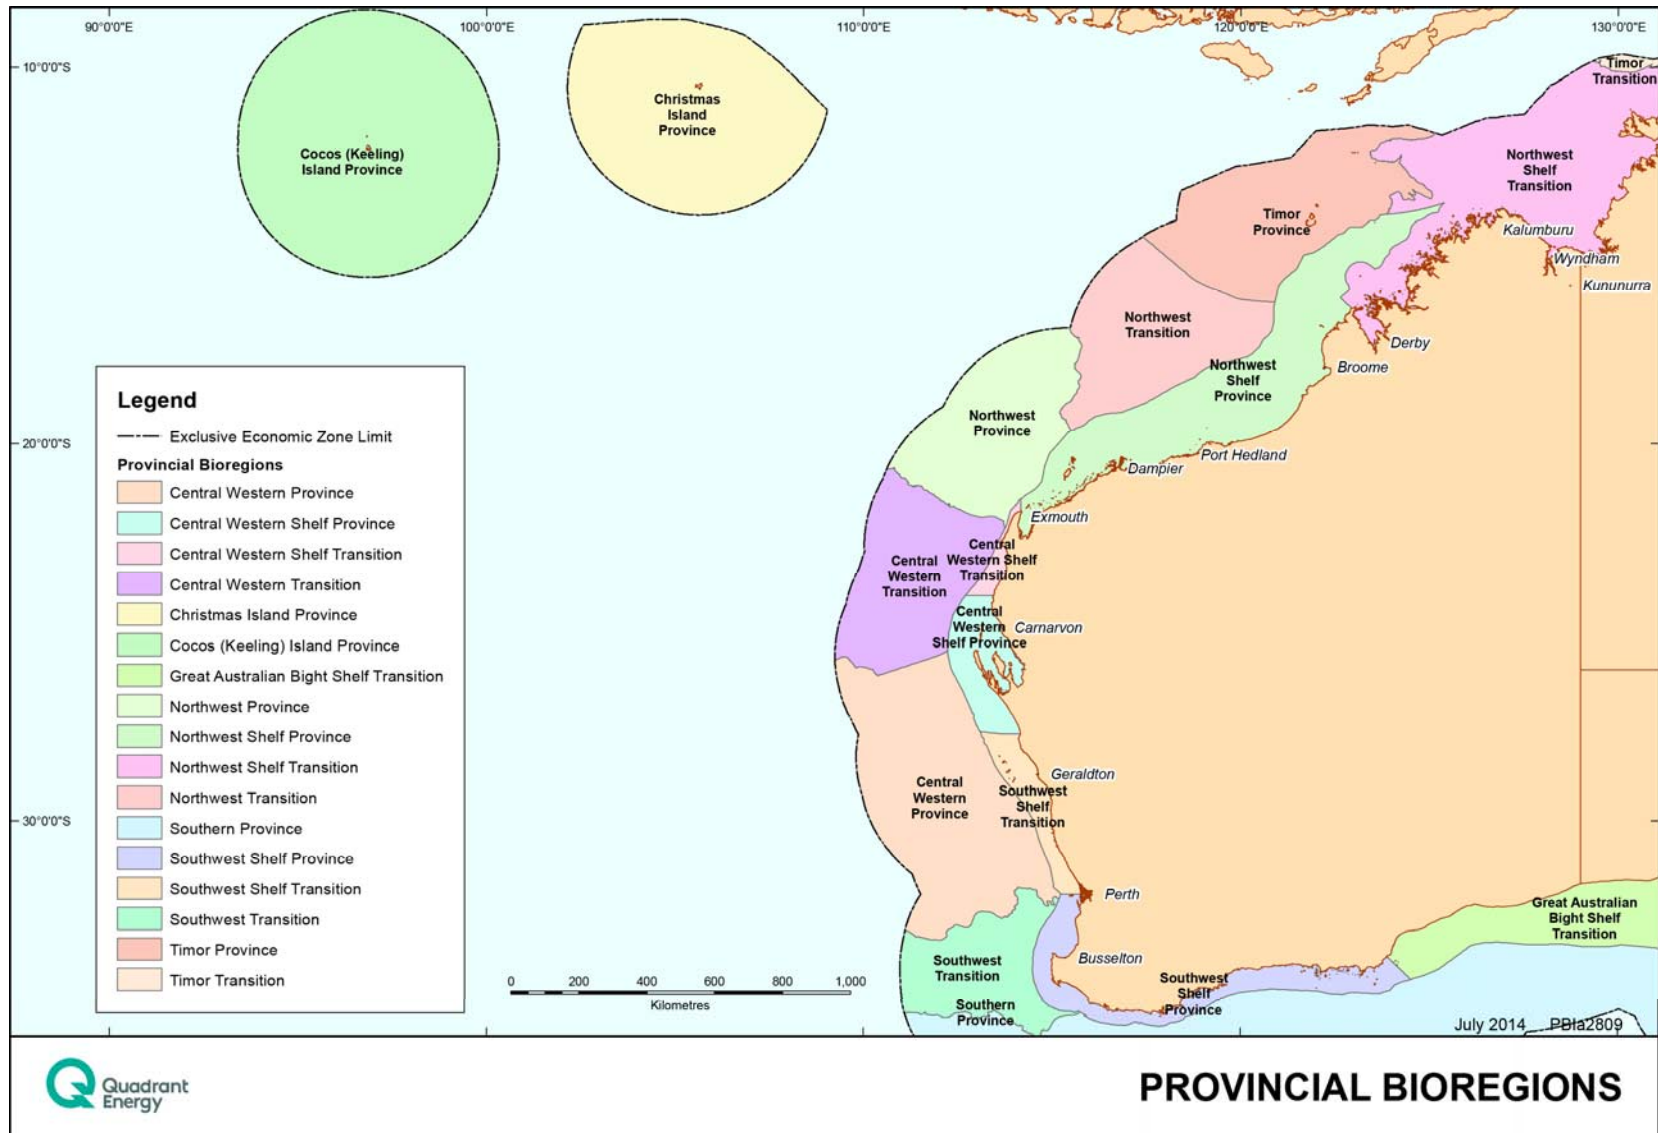 90°0'0"E
100°0'0"E
110°0'0"E
120°0'0"E
130°0'0"E
10°0'0"S
20°0'0"S
30°0'0"S
Cocos (Keeling)
Island Province
Christmas
Island
Province
Timor
Transition
Northwest
Shelf
Transition
Timor
Province
Kalumburu
Wyndham
Kununurra
Northwest
Transition
Derby
Broome
Northwest
Shelf
Province
Northwest
Province
Port Hedland
Dampier
Exmouth
Central
Western Shelf
Transition
Central
Western
Transition
Central
Western
Shelf Province
Carnarvon
Geraldton
Central
Western
Province
Southwest
Shelf
Transition
Perth
Great Australian
Bight Shelf
Transition
Busselton
Southwest
Transition
Southwest
Shelf
Province
Southern
Province
Legend
Exclusive Economic Zone Limit
Provincial Bioregions
Central Western Province
Central Western Shelf Province
Central Western Shelf Transition
Central Western Transition
Christmas Island Province
Cocos (Keeling) Island Province
Great Australian Bight Shelf Transition
Northwest Province
Northwest Shelf Province
Northwest Shelf Transition
Northwest Transition
Southern Province
Southwest Shelf Province
Southwest Shelf Transition
Southwest Transition
Timor Province
Timor Transition
0 200 400 600 800 1,000
Kilometres
July 2014 PBIa2809
Quadrant
Energy
PROVINCIAL BIOREGIONS